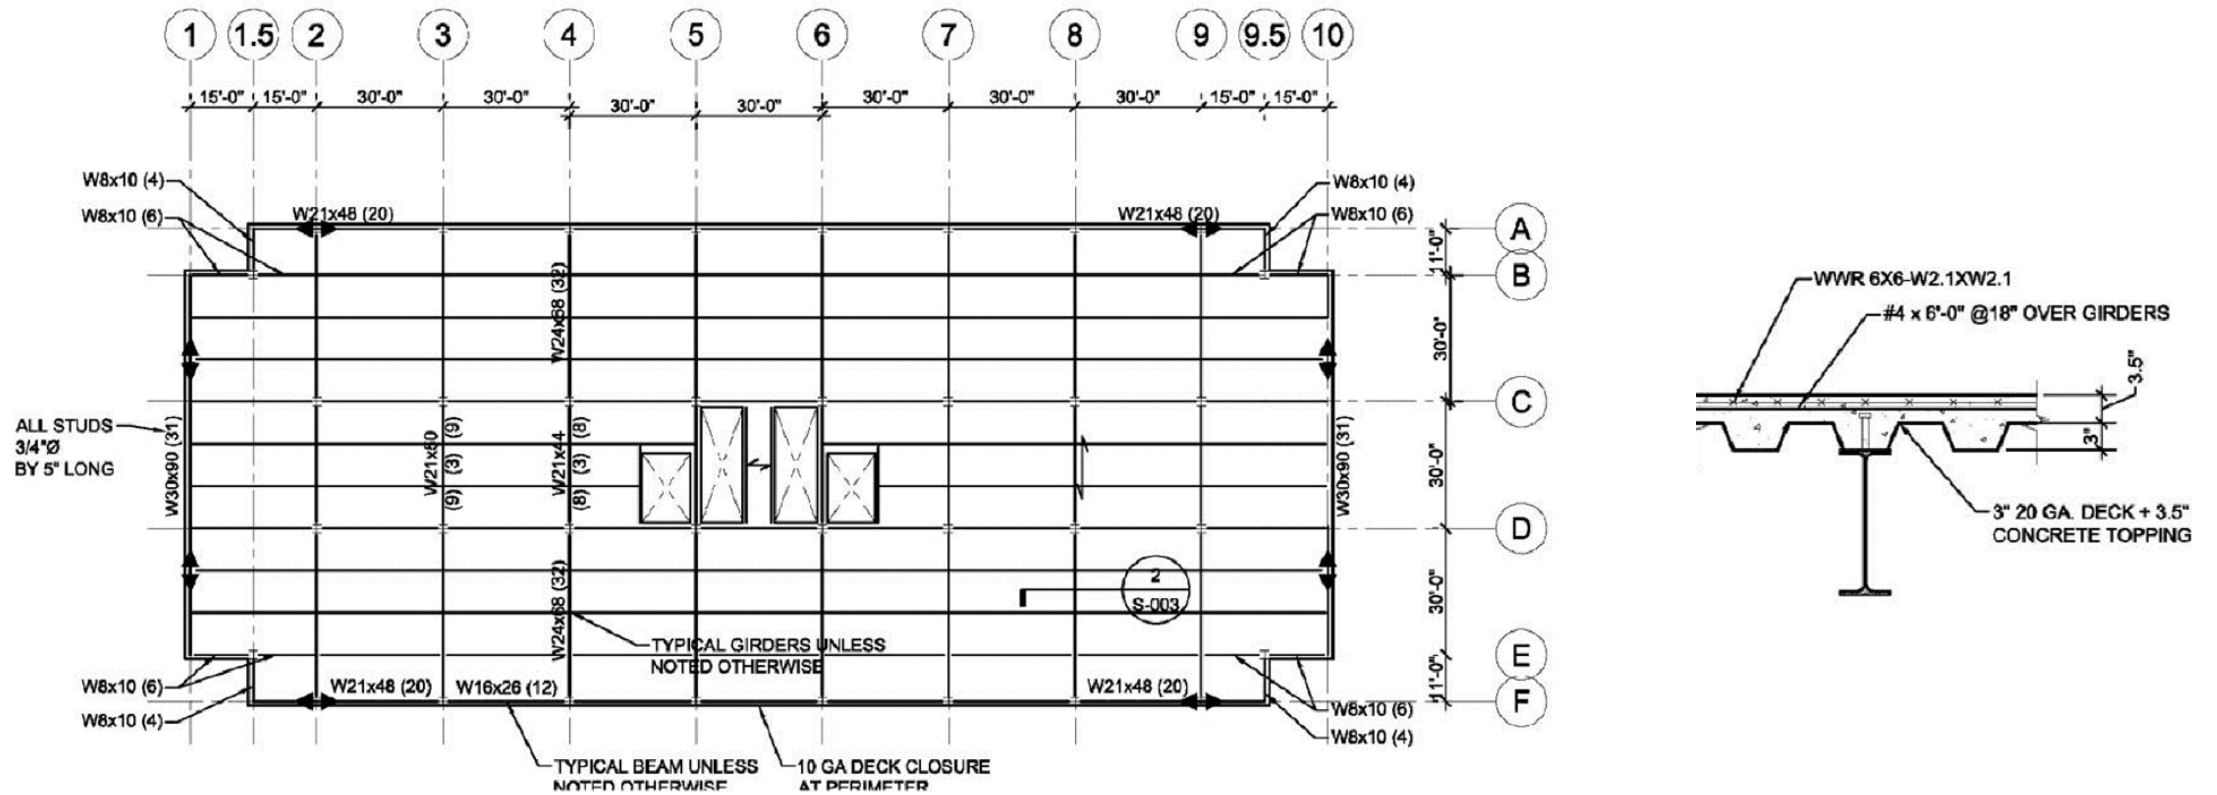 1 1.5 2 3 4 5 6 7 8 9 9.5 10
15'-0" 15'-0" 30'-0" 30'-0" 30'-0" 30'-0" 30'-0" 30'-0" 30'-0" 15'-0" 15'-0"
W8x10 (4)
W8x10 (6)
W21x48 (20)
W21x48 (20)
W8x10 (4)
W8x10 (6)
A
11'-0"
B
30'-0"
C
30'-0"
D
30'-0"
E
11'-0"
F
W24x68 (32)
ALL STUDS
3/4"Ø
BY 5" LONG
W30x90 (31)
W21x50
(9) (3) (9)
W21x44
(8) (3) (8)
W30x90 (31)
2
S-003
W24x68 (32)
TYPICAL GIRDERS UNLESS
NOTED OTHERWISE
W8x10 (6)
W8x10 (4)
W21x48 (20)
W16x26 (12)
W21x48 (20)
W8x10 (6)
W8x10 (4)
TYPICAL BEAM UNLESS
NOTED OTHERWISE
10 GA DECK CLOSURE
AT PERIMETER
WWR 6X6-W2.1XW2.1
#4 x 6'-0" @18" OVER GIRDERS
3.5"
3"
3" 20 GA. DECK + 3.5"
CONCRETE TOPPING